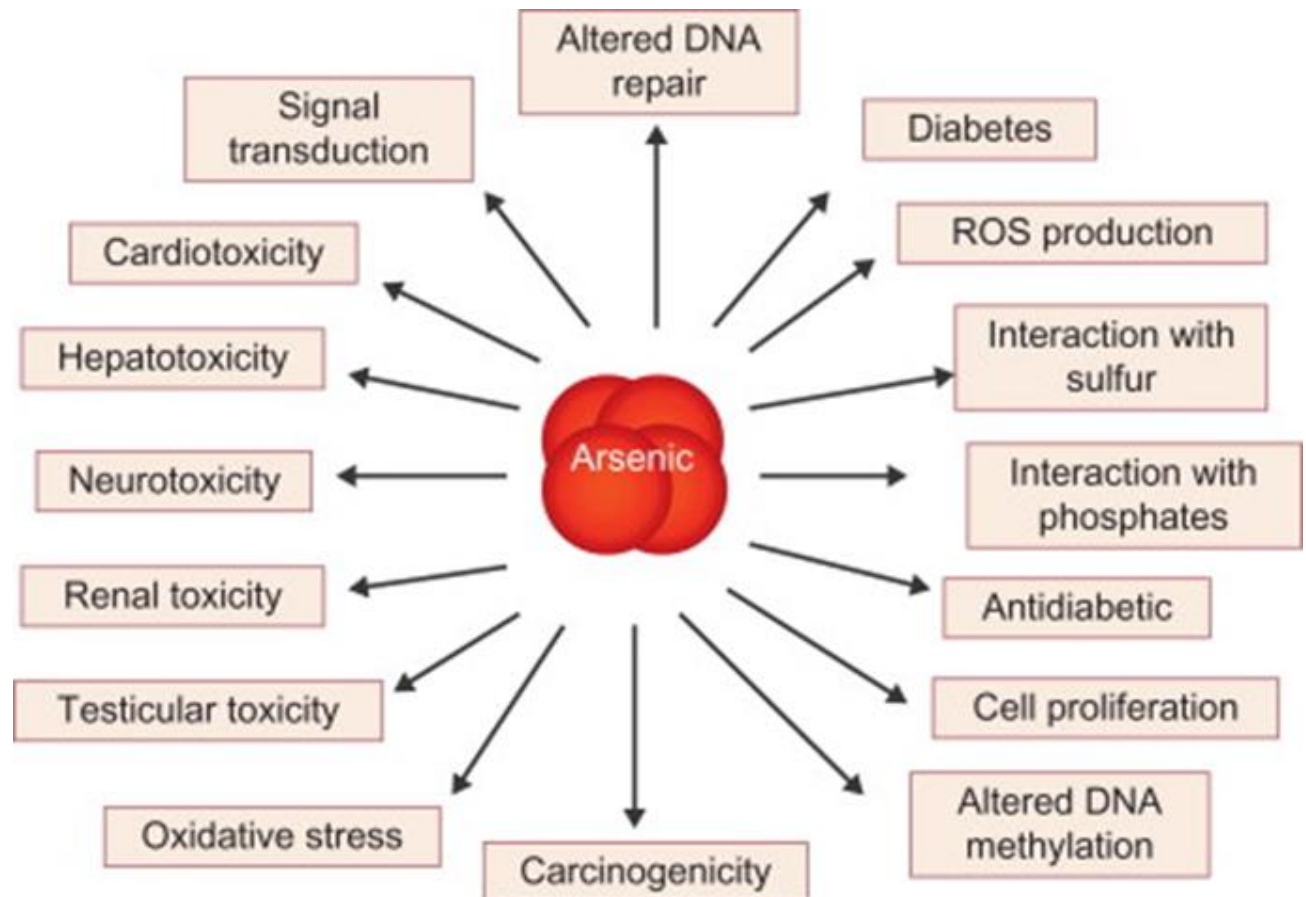 Altered DNA
repair
Signal
transduction
Diabetes
Cardiotoxicity
ROS production
Hepatotoxicity
Interaction with
sulfur
Arsenic
Neurotoxicity
Interaction with
phosphates
Renal toxicity
Antidiabetic
Testicular toxicity
Cell proliferation
Oxidative stress
Altered DNA
methylation
Carcinogenicity